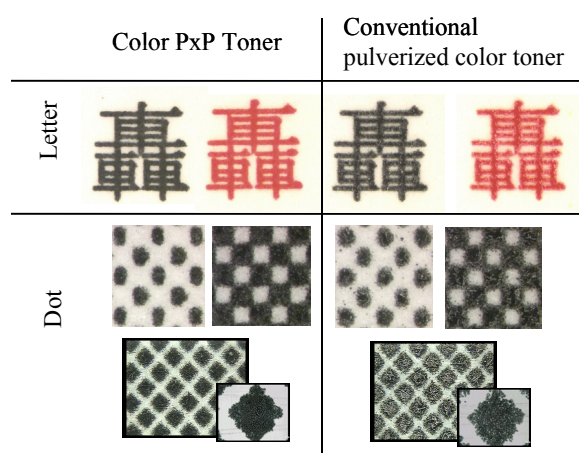 Color PxP Toner
Conventional
pulverized color toner
Letter
轟 轟 轟 轟
Dot